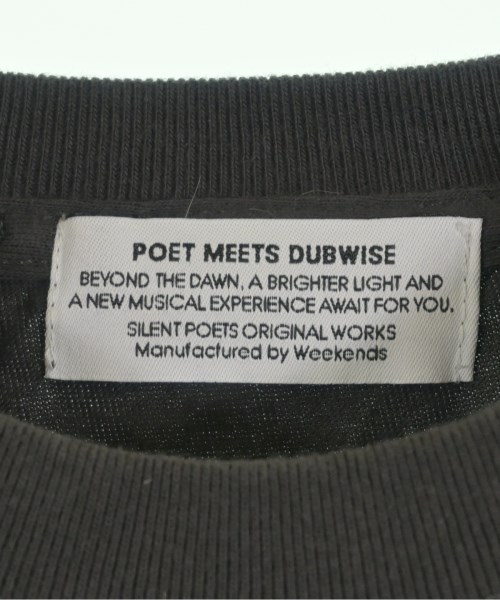 POET MEETS DUBWISE
BEYOND THE DAWN, A BRIGHTER LIGHT AND
A NEW MUSICAL EXPERIENCE AWAIT FOR YOU.
SILENT POETS ORIGINAL WORKS
Manufactured by Weekends